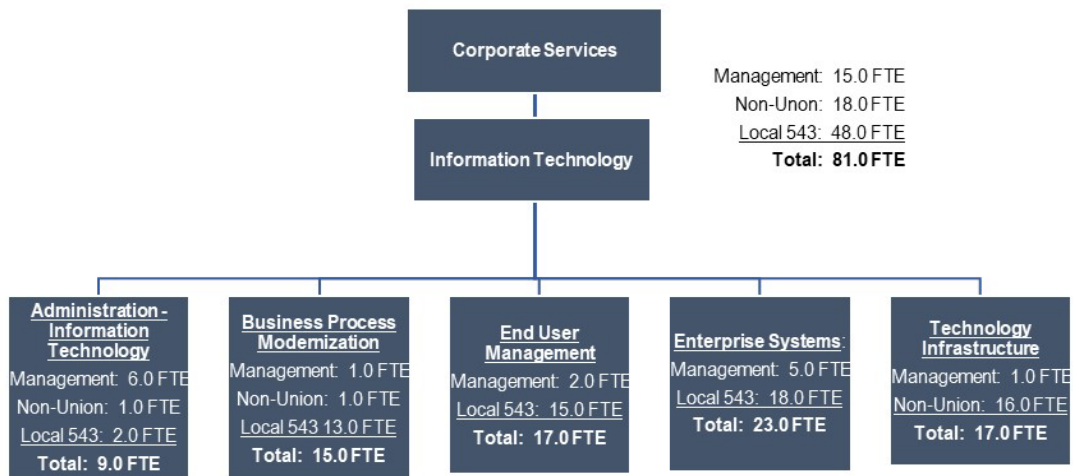 Corporate Services
Management: 15.0 FTE
Non-Unon: 18.0 FTE
Local 543: 48.0 FTE
Total: 81.0 FTE
Information Technology
Administration -
Information
Technology
Management: 6.0 FTE
Non-Union: 1.0 FTE
Local 543: 2.0 FTE
Total: 9.0 FTE
Business Process
Modernization
Management: 1.0 FTE
Non-Union: 1.0 FTE
Local 543 13.0 FTE
Total: 15.0 FTE
End User
Management
Management: 2.0 FTE
Local 543: 15.0 FTE
Total: 17.0 FTE
Enterprise Systems:
Management: 5.0 FTE
Local 543: 18.0 FTE
Total: 23.0 FTE
Technology
Infrastructure
Management: 1.0 FTE
Non-Union: 16.0 FTE
Total: 17.0 FTE